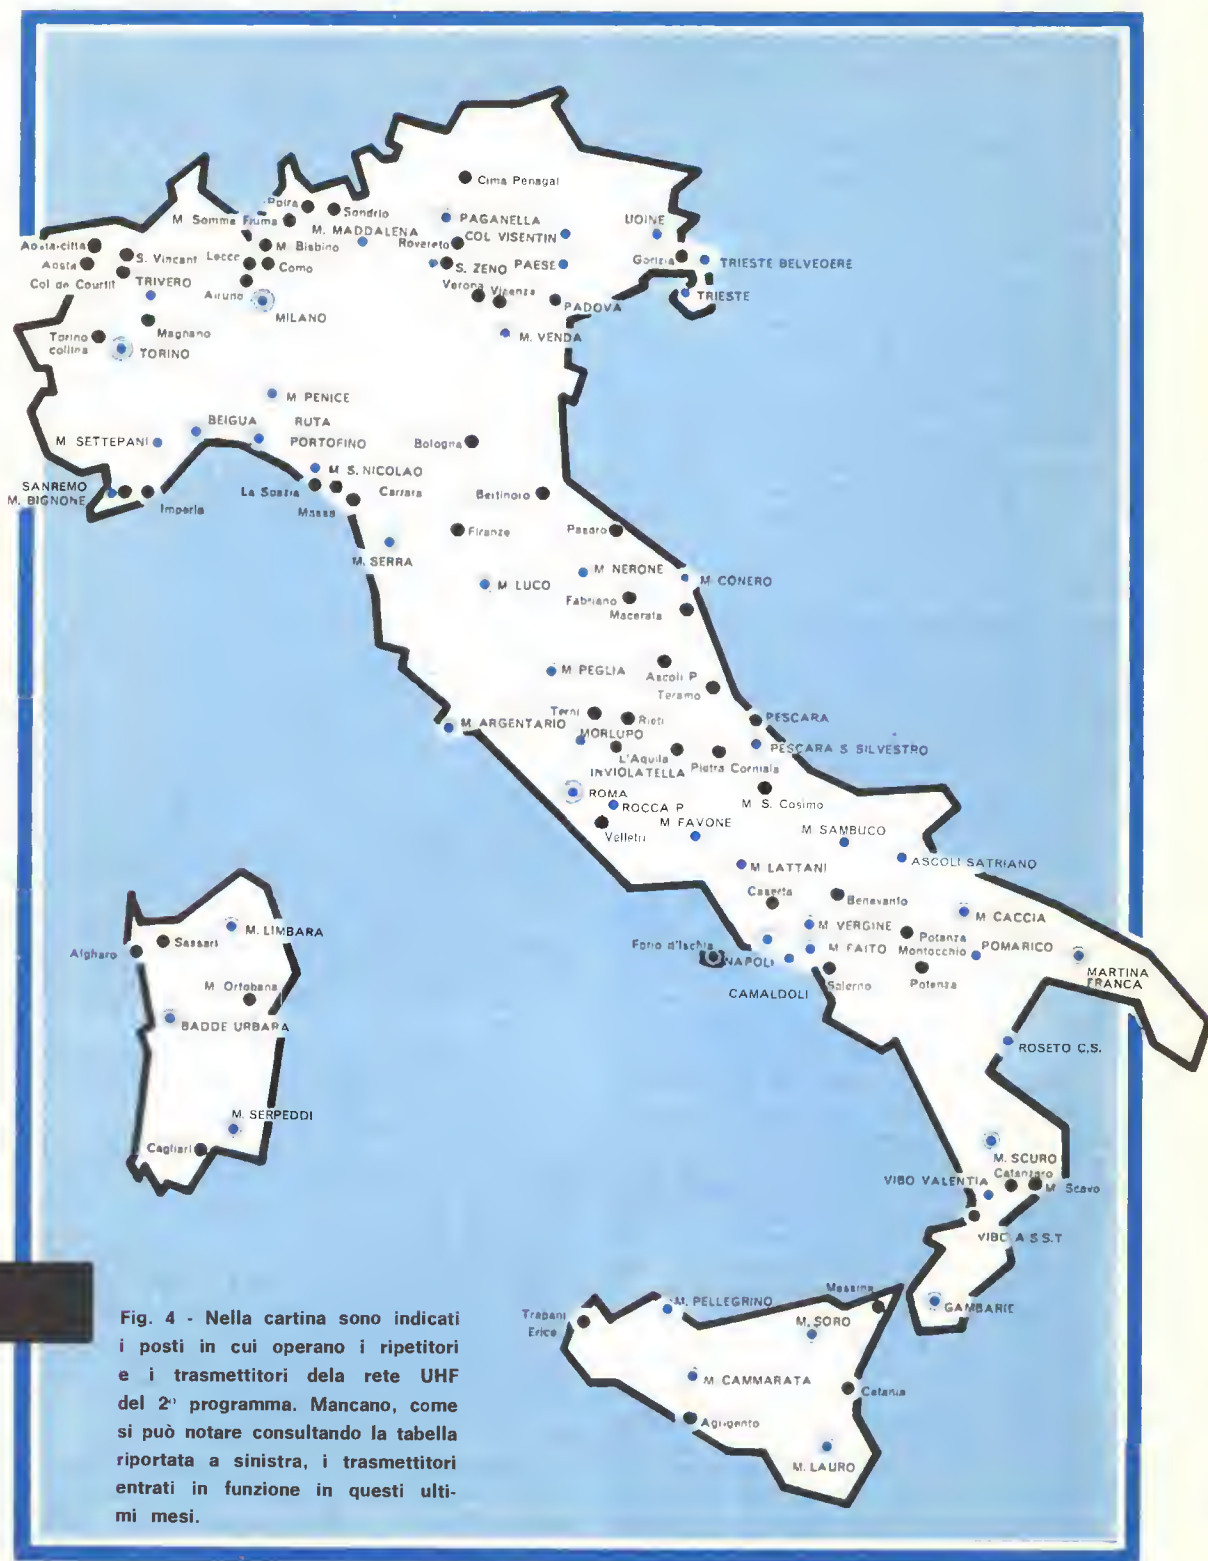 Cima Penagal
Polra
Sondrio
M Somma Fiuma
M. MADDALENA
PAGANELLA
COL VISENTIN
UDINE
Rovereto
Aosta-citta
Aosta
S. Vincent
Lecco
M. Bisbino
Como
S. ZENO
PAESE
Gorizia
TRIESTE BELVEDERE
Col de Courtil
TRIVERO
Airuno
MILANO
Verona
Vicenza
PADOVA
TRIESTE
Torino
collina
Magnano
TORINO
M. VENDA
M PENICE
BEIGUA
RUTA
PORTOFINO
M SETTEPANI
Bologna
M S. NICOLAO
SANREMO
M. BIGNONE
Imperia
La Spezia
Massa
Carrara
Bertinoro
Firenze
Pesaro
M. SERRA
M LUCO
M NERONE
M CONERO
Fabriano
Macerata
M PEGLIA
Ascoli P
Teramo
M ARGENTARIO
Terni
Rieti
PESCARA
MORLUPO
PESCARA S SILVESTRO
L'Aquila
Pietra Corniale
INVIOLATELLA
ROMA
ROCCA P
M S. Cosimo
Velletri
M FAVONE
M SAMBUCO
ASCOLI SATRIANO
M LATTANI
Caserta
Benevento
M CACCIA
M VERGINE
Potenza
Montocchio
POMARICO
M FAITO
Forio d'Ischia
NAPOLI
CAMALDOLI
Salerno
Potenza
MARTINA
FRANCA
ROSETO C.S.
M. LIMBARA
Sassari
Alghero
M Ortobene
BADDE URBARA
M. SERPEDDI
Cagliari
M. SCURO
Catanzaro
VIBO VALENTIA
M Scavo
VIBO A S.S.T
GAMBARIE
Messina
M. PELLEGRINO
Trapani
Erice
M. SORO
M CAMMARATA
Catania
Agrigento
M. LAURO
Fig. 4 - Nella cartina sono indicati
i posti in cui operano i ripetitori
e i trasmettitori dela rete UHF
del 2° programma. Mancano, come
si può notare consultando la tabella
riportata a sinistra, i trasmettitori
entrati in funzione in questi ulti-
mi mesi.